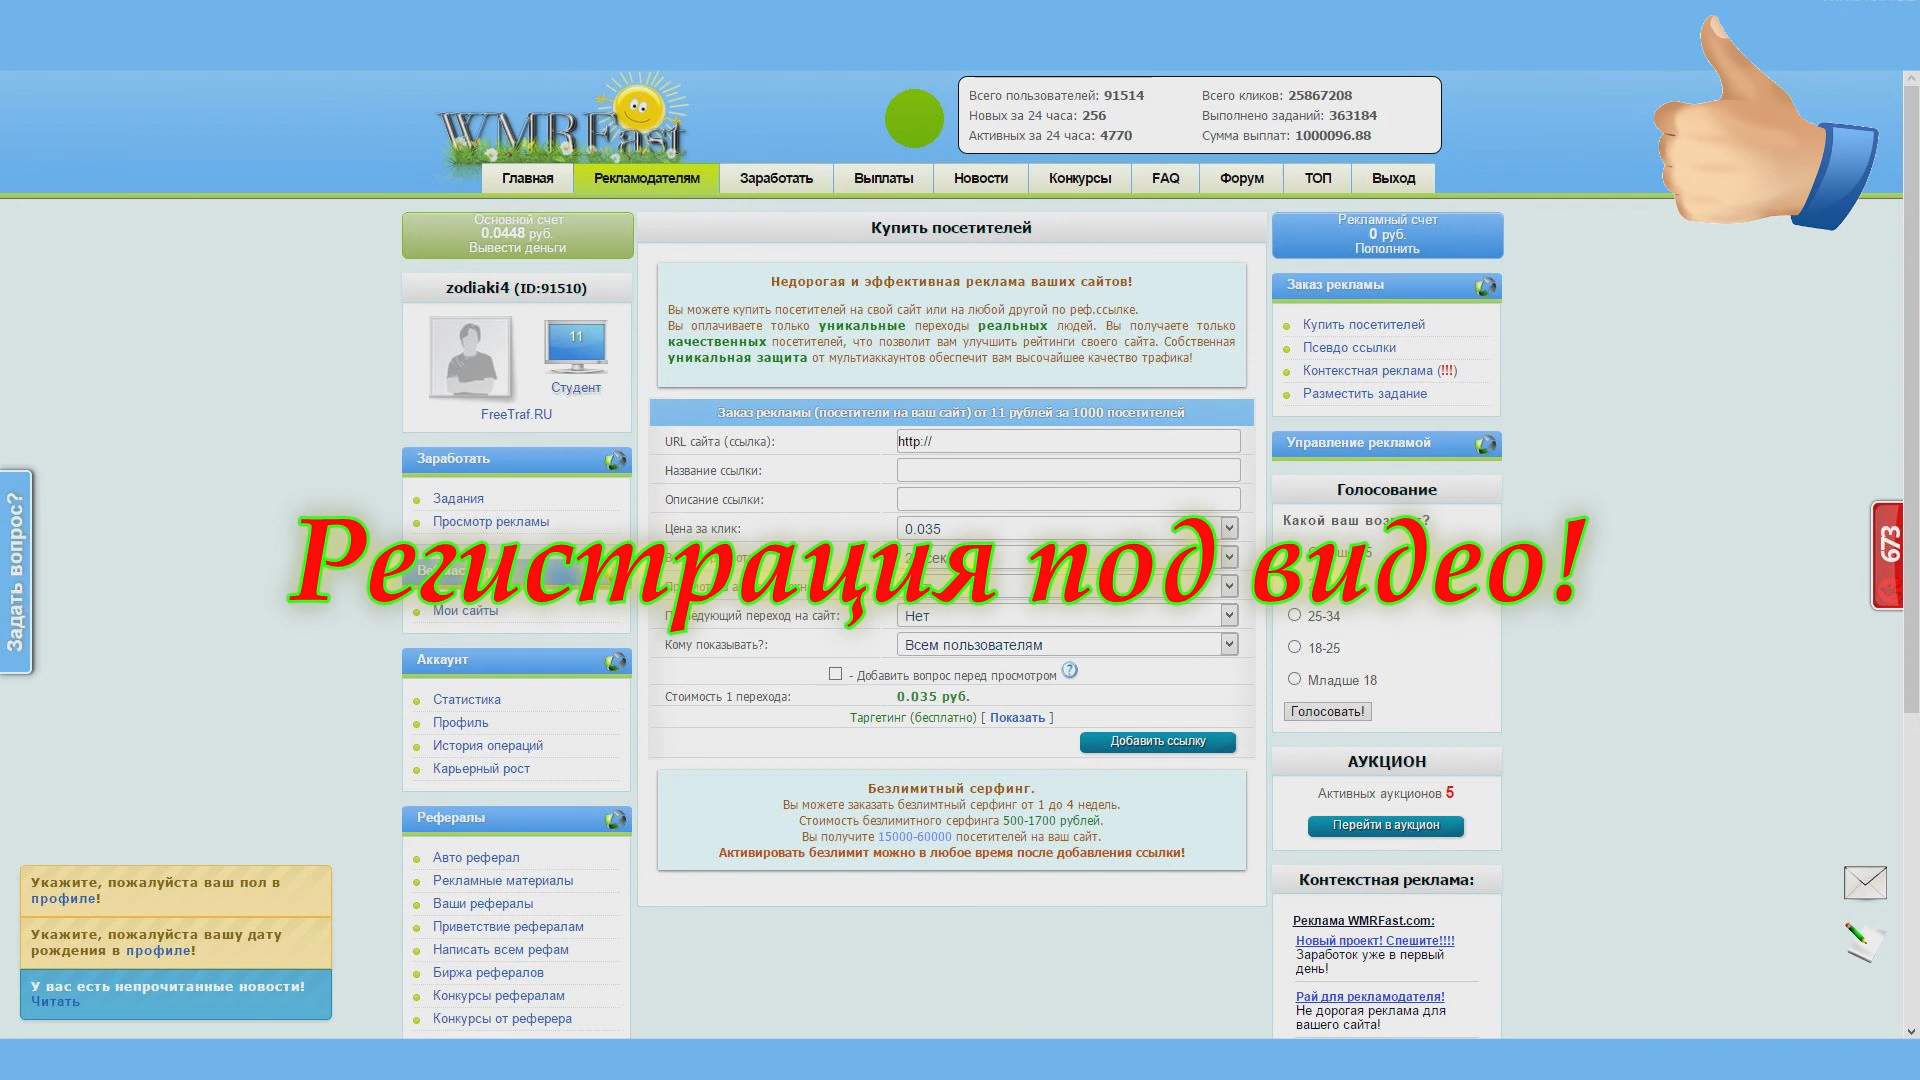 WMRFast
Всего пользователей: 91514
Новых за 24 часа: 256
Активных за 24 часа: 4770
Всего кликов: 25867208
Выполнено заданий: 363184
Сумма выплат: 1000096.88
Главная
Рекламодателям
Заработать
Выплаты
Новости
Конкурсы
FAQ
Форум
ТОП
Выход
Основной счет
0.0448 руб.
Вывести деньги
zodiaki4 (ID:91510)
11
Студент
FreeTraf.RU
Заработать
Задания
Просмотр рекламы
Мои сайты
Аккаунт
Статистика
Профиль
История операций
Карьерный рост
Рефералы
Авто реферал
Рекламные материалы
Ваши рефералы
Приветствие рефералам
Написать всем рефам
Биржа рефералов
Конкурсы рефералам
Конкурсы от реферера
Купить посетителей
Недорогая и эффективная реклама ваших сайтов!
Вы можете купить посетителей на свой сайт или на любой другой по реф.ссылке.
Вы оплачиваете только уникальные переходы реальных людей. Вы получаете только
качественных посетителей, что позволит вам улучшить рейтинги своего сайта. Собственная
уникальная защита от мультиаккаунтов обеспечит вам высочайшее качество трафика!
Заказ рекламы (посетители на ваш сайт) от 11 рублей за 1000 посетителей
URL сайта (ссылка): http://
Название ссылки:
Описание ссылки:
Цена за клик: 0.035
Регистрация под видео!
переход на сайт: Нет
Кому показывать?: Всем пользователям
- Добавить вопрос перед просмотром ?
Стоимость 1 перехода: 0.035 руб.
Таргетинг (бесплатно) [ Показать ]
Добавить ссылку
Безлимитный серфинг.
Вы можете заказать безлимтный серфинг от 1 до 4 недель.
Стоимость безлимитного серфинга 500-1700 рублей.
Вы получите 15000-60000 посетителей на ваш сайт.
Активировать безлимит можно в любое время после добавления ссылки!
Рекламный счет
0 руб.
Пополнить
Заказ рекламы
Купить посетителей
Псевдо ссылки
Контекстная реклама (!!!)
Разместить задание
Управление рекламой
Голосование
Какой ваш
25-34
18-25
Младше 18
Голосовать!
АУКЦИОН
Активных аукционов 5
Перейти в аукцион
Контекстная реклама:
Реклама WMRFast.com:
Новый проект! Спешите!!!!
Заработок уже в первый
день!
Рай для рекламодателя!
Не дорогая реклама для
вашего сайта!
Задать вопрос?
673
Укажите, пожалуйста ваш пол в
профиле!
Укажите, пожалуйста вашу дату
рождения в профиле!
У вас есть непрочитанные новости!
Читать